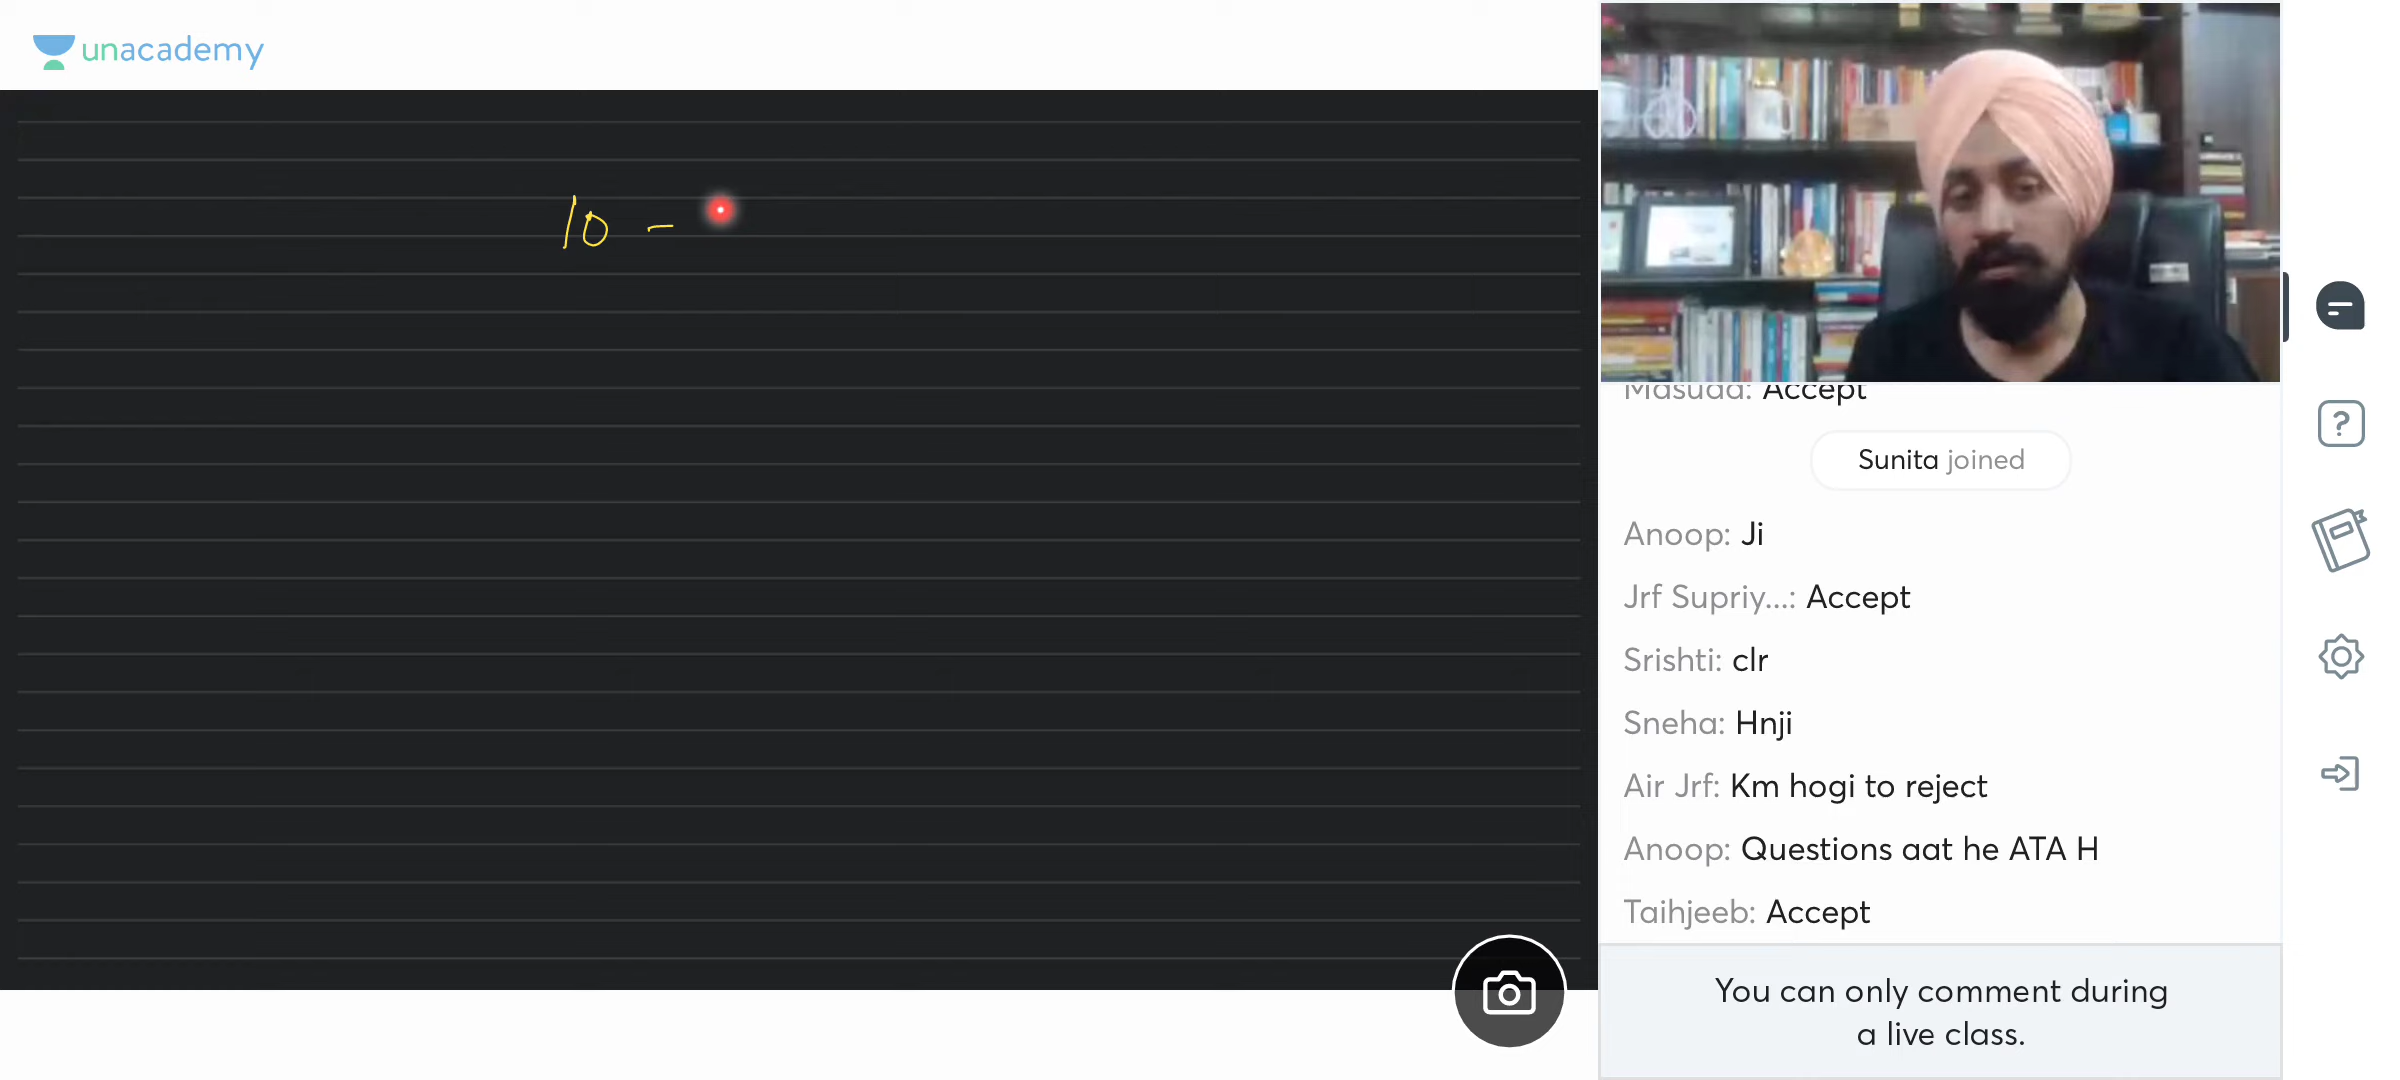 unacademy
10 -
Masuda: Accept
Sunita joined
Anoop: Ji
Jrf Supriy...: Accept
Srishti: clr
Sneha: Hnji
Air Jrf: Km hogi to reject
Anoop: Questions aat he ATA H
Taihjeeb: Accept
You can only comment during
a live class.
?